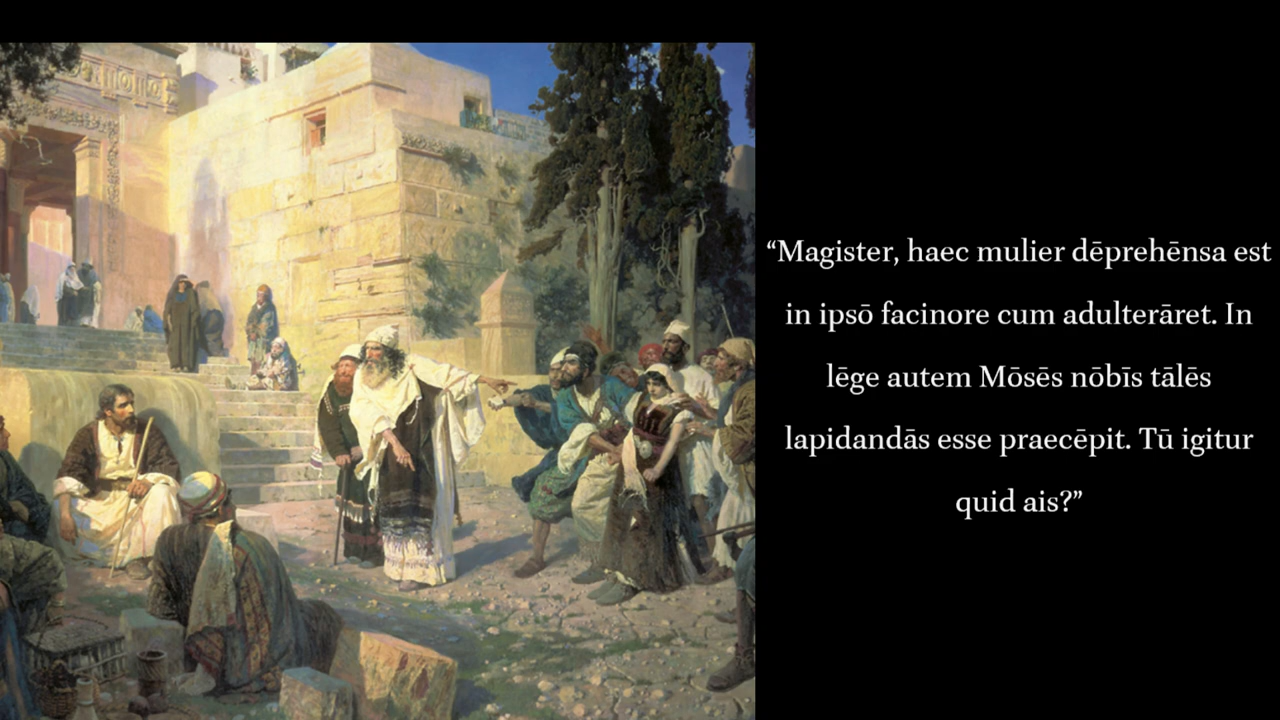 “Magister, haec mulier dēprehēnsa est
in ipsō facinore cum adulterāret. In
lēge autem Mōsēs nōbīs tālēs
lapidandās esse praecēpit. Tū igitur
quid ais?”